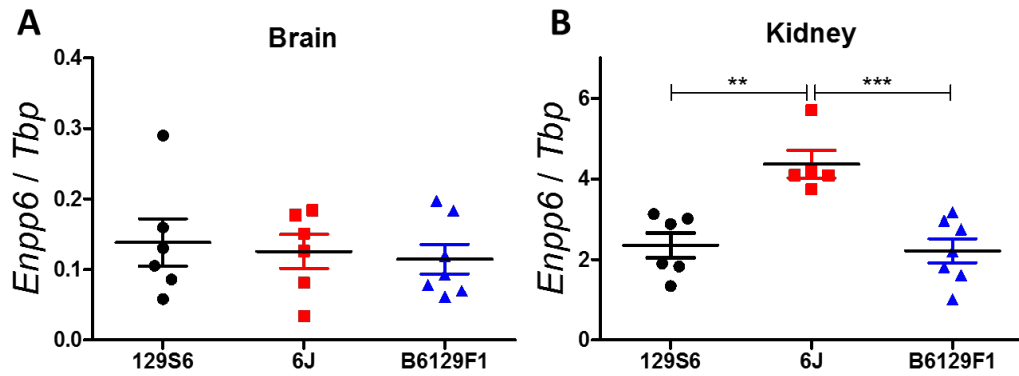 A
Brain
Enpp6 / Tbp
0.4
0.3
0.2
0.1
0.0
129S6 6J B6129F1
B
Kidney
Enpp6 / Tbp
** ***
6
4
2
0
129S6 6J B6129F1